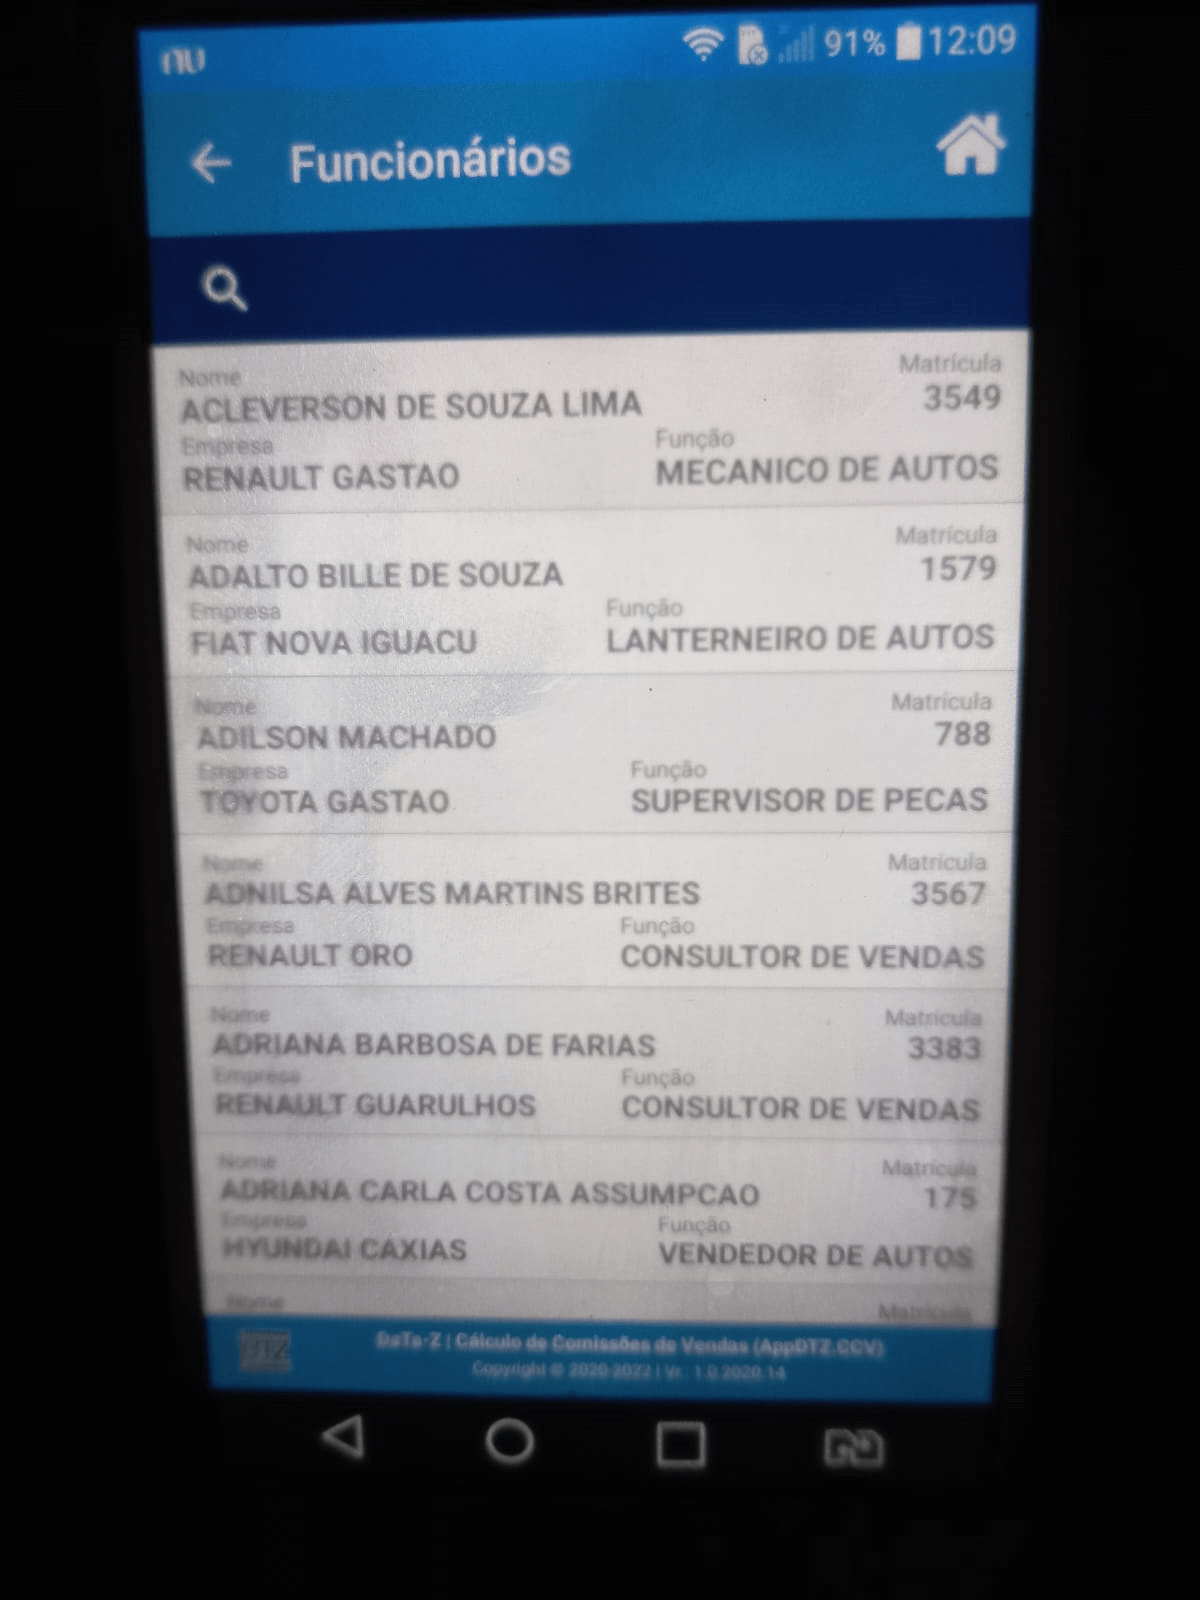 nu 91% 12:09
Funcionários
Nome Matrícula
ACLEVERSON DE SOUZA LIMA 3549
Empresa Função
RENAULT GASTAO MECANICO DE AUTOS
Nome Matrícula
ADALTO BILLE DE SOUZA 1579
Empresa Função
FIAT NOVA IGUACU LANTERNEIRO DE AUTOS
Nome Matrícula
ADILSON MACHADO 788
Empresa Função
TOYOTA GASTAO SUPERVISOR DE PECAS
Nome Matrícula
ADNILSA ALVES MARTINS BRITES 3567
Empresa Função
RENAULT ORO CONSULTOR DE VENDAS
Nome Matrícula
ADRIANA BARBOSA DE FARIAS 3383
Empresa Função
RENAULT GUARULHOS CONSULTOR DE VENDAS
Nome Matrícula
ADRIANA CARLA COSTA ASSUMPCAO 175
Empresa Função
HYUNDAI CAXIAS VENDEDOR DE AUTOS
Nome Matrícula
DTZ DaTa-Z | Cálculo de Comissões de Vendas (AppDTZ.CCV)
Copyright © 2020-2022 | Vr.: 1.0.2020.14